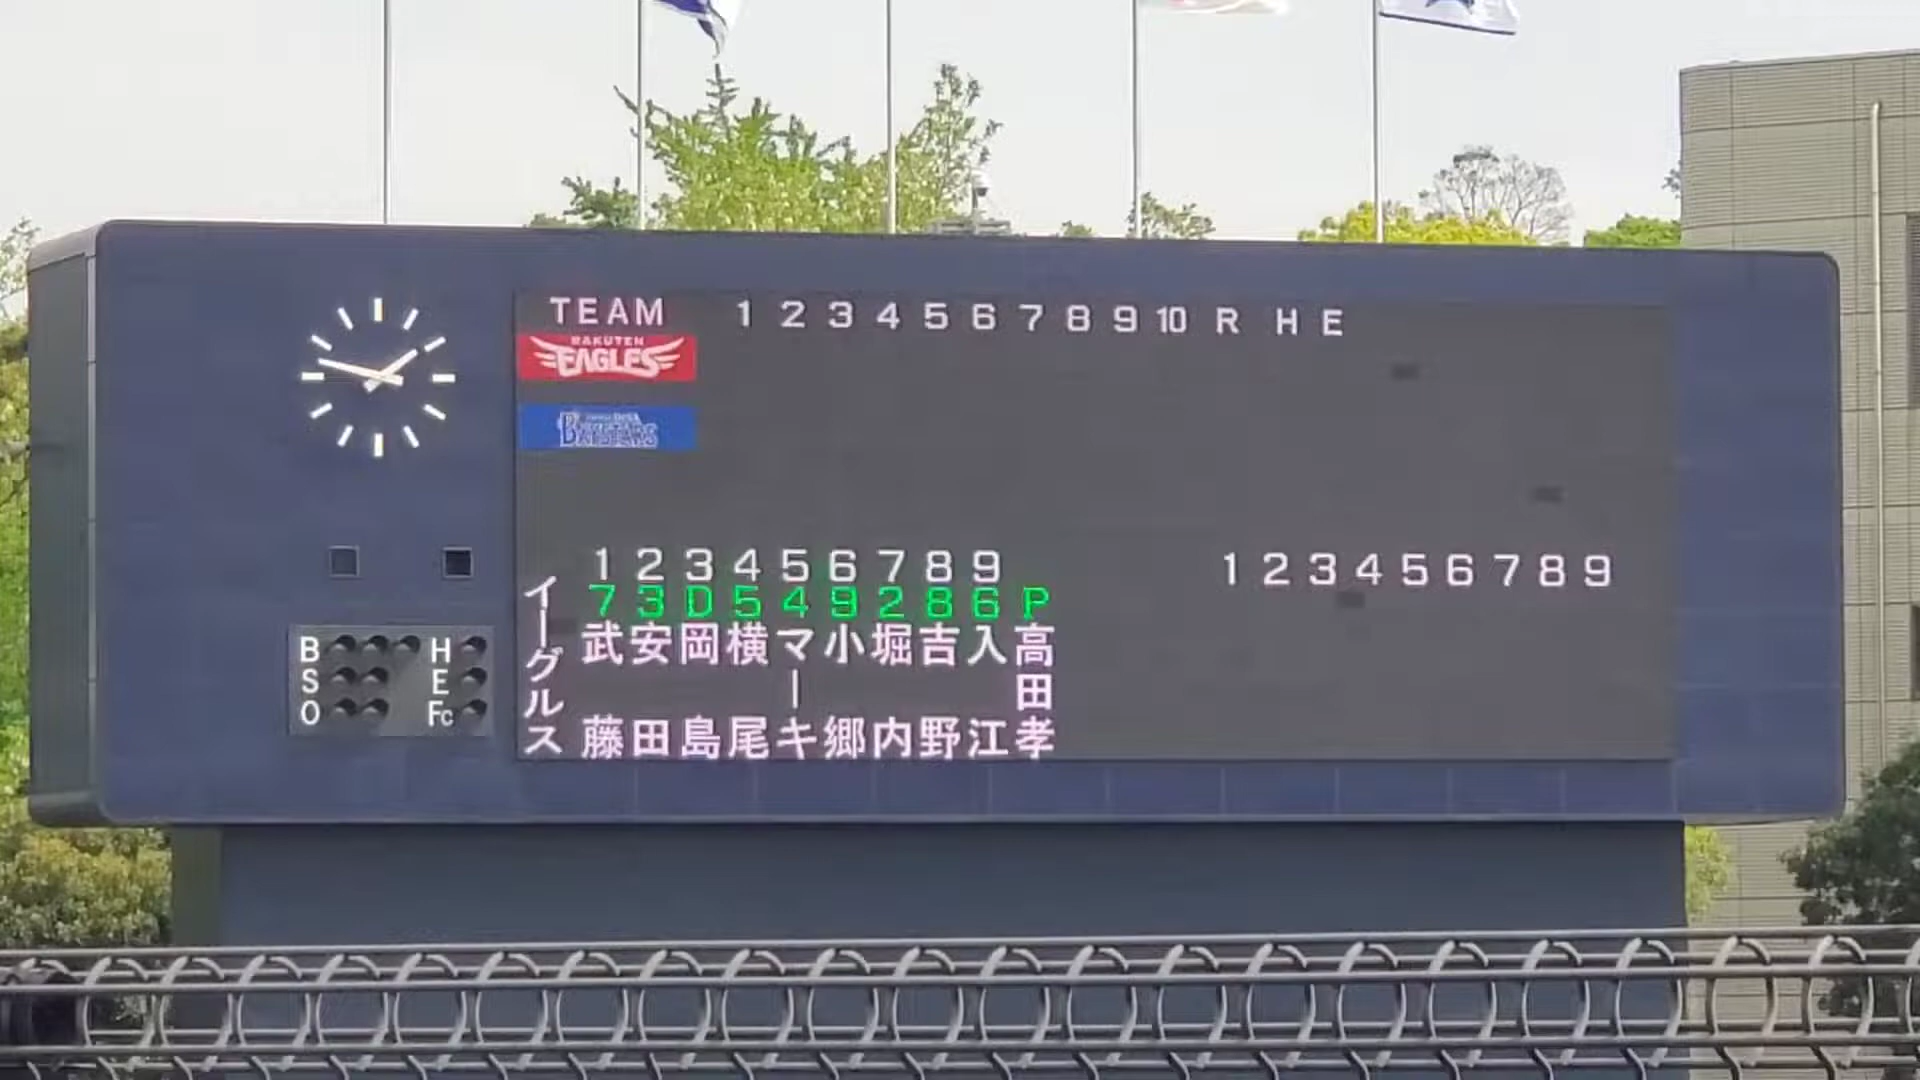 TEAM 1 2 3 4 5 6 7 8 9 10 R H E
RAKUTEN
EAGLES
1 2 3 4 5 6 7 8 9
1 2 3 4 5 6 7 8 9
7 3 D 5 4 9 2 8 6 P
イーグルス
武藤
安田
岡島
横尾
マーキ
小郷
堀内
吉野
入江
高田孝
B H
S E
O Fc